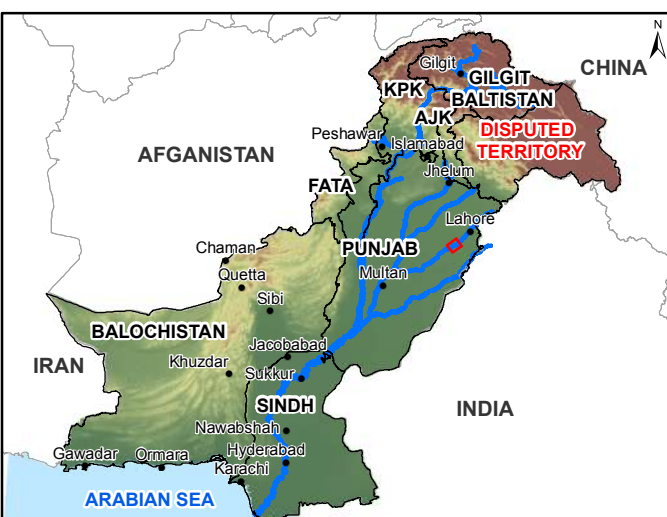 N
CHINA
Gilgit
GILGIT
BALTISTAN
KPK
AJK
DISPUTED
TERRITORY
Peshawar
Islamabad
AFGANISTAN
Jhelum
FATA
Lahore
Chaman
PUNJAB
Quetta
Multan
Sibi
BALOCHISTAN
Jacobabad
IRAN
Khuzdar
Sukkur
SINDH
INDIA
Nawabshah
Hyderabad
Gawadar
Ormara
Karachi
ARABIAN SEA